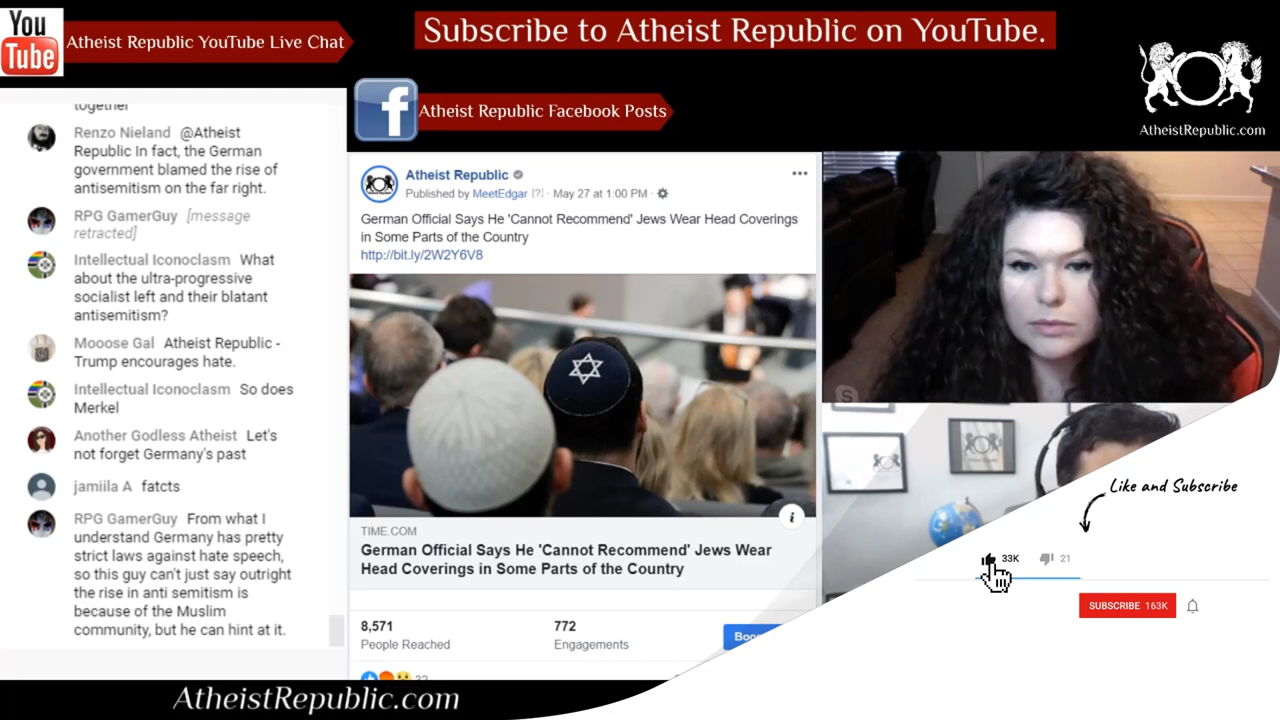 You
Tube
Atheist Republic YouTube Live Chat
Subscribe to Atheist Republic on YouTube.
AtheistRepublic.com
f
Atheist Republic Facebook Posts
together
Renzo Nieland @Atheist
Republic In fact, the German
government blamed the rise of
antisemitism on the far right.
RPG GamerGuy [message
retracted]
Intellectual Iconoclasm What
about the ultra-progressive
socialist left and their blatant
antisemitism?
Mooose Gal Atheist Republic -
Trump encourages hate.
Intellectual Iconoclasm So does
Merkel
Another Godless Atheist Let's
not forget Germany's past
jamiila A fatcts
RPG GamerGuy From what I
understand Germany has pretty
strict laws against hate speech,
so this guy can't just say outright
the rise in anti semitism is
because of the Muslim
community, but he can hint at it.
Atheist Republic
Published by MeetEdgar [?] · May 27 at 1:00 PM ·
German Official Says He 'Cannot Recommend' Jews Wear Head Coverings
in Some Parts of the Country
http://bit.ly/2W2Y6V8
i
TIME.COM
German Official Says He 'Cannot Recommend' Jews Wear
Head Coverings in Some Parts of the Country
8,571
People Reached
772
Engagements
S
Like and Subscribe
33K
21
SUBSCRIBE 163K
AtheistRepublic.com